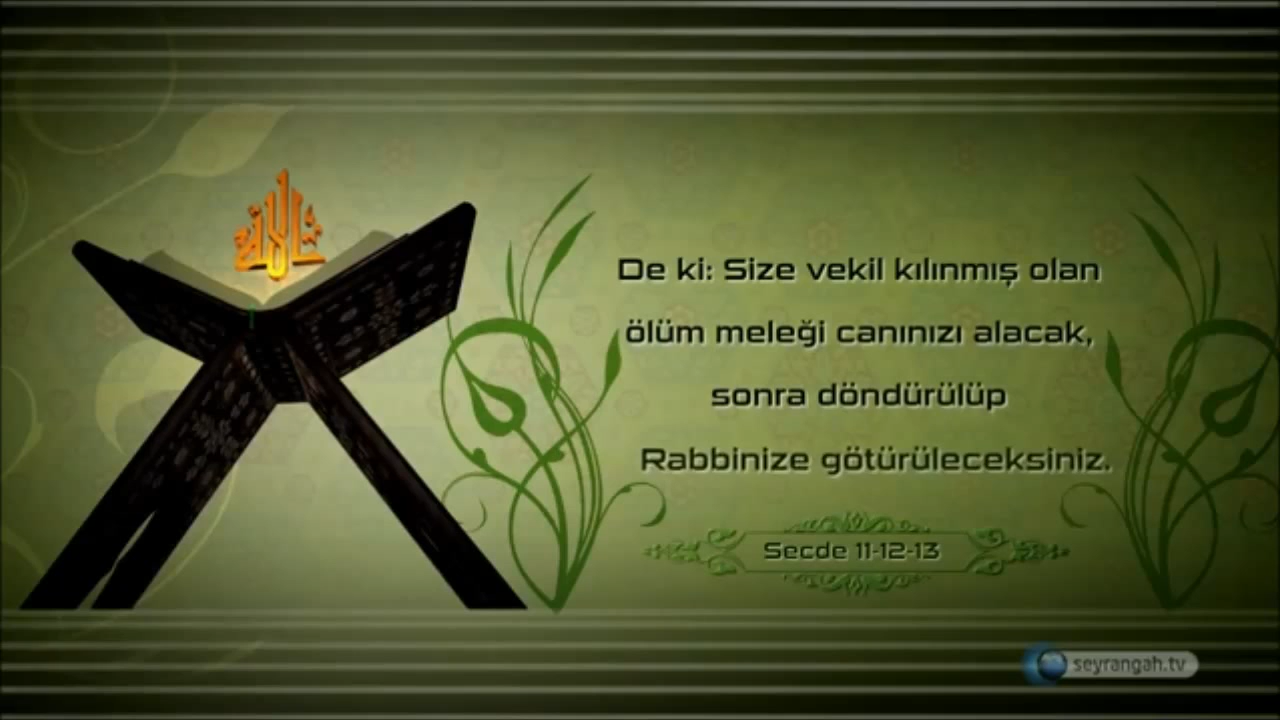 الله
De ki: Size vekil kılınmış olan
ölüm meleği canınızı alacak,
sonra döndürülüp
Rabbinize götürüleceksiniz.
Secde 11-12-13
seyrangah.tv